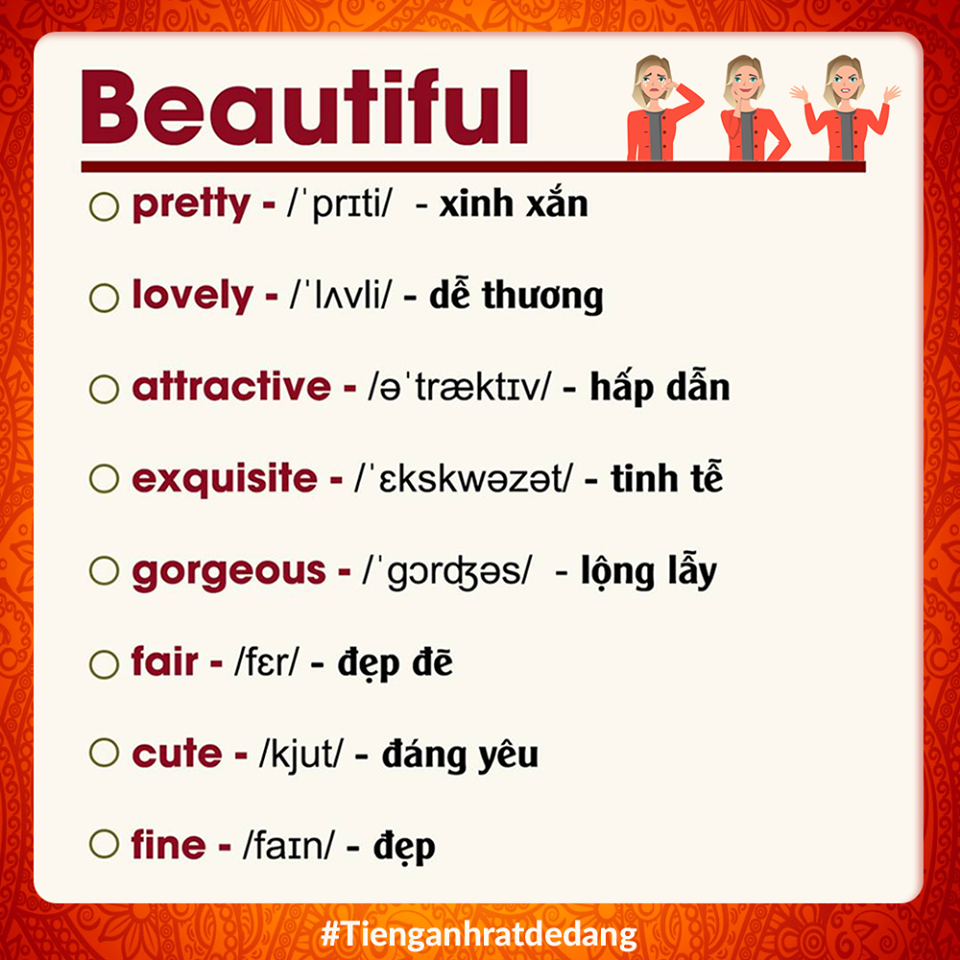 Beautiful
pretty - /ˈprɪti/ - xinh xắn
lovely - /ˈlʌvli/ - dễ thương
attractive - /əˈtræktɪv/ - hấp dẫn
exquisite - /ˈɛkskwəzət/ - tinh tễ
gorgeous - /ˈgɔrʤəs/ - lộng lẫy
fair - /fɛr/ - đẹp đẽ
cute - /kjut/ - đáng yêu
fine - /faɪn/ - đẹp
#Tienganhratdedang